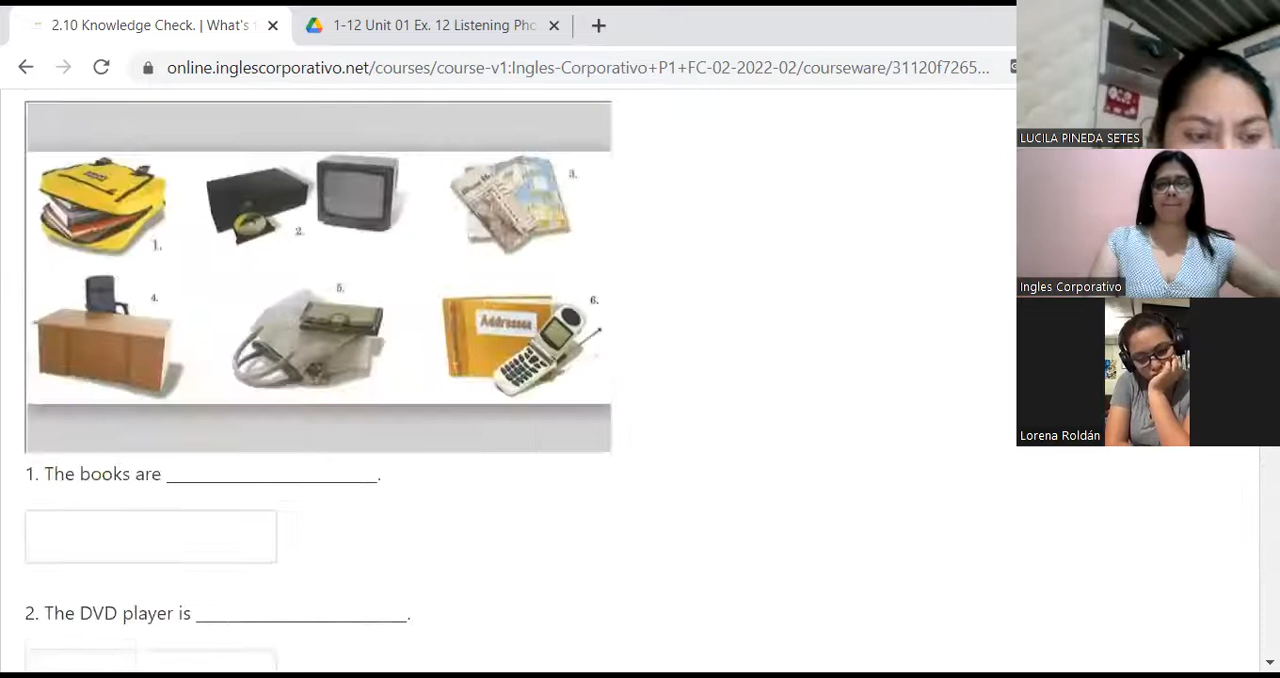 2.10 Knowledge Check. | What's
1-12 Unit 01 Ex. 12 Listening Pho
online.inglescorporativo.net/courses/course-v1:Ingles-Corporativo+P1+FC-02-2022-02/courseware/31120f7265...
LUCILA PINEDA SETES
Ingles Corporativo
Lorena Roldán
1.
2.
3.
4.
5.
6.
Addresses
1. The books are ____________________.
2. The DVD player is ____________________.